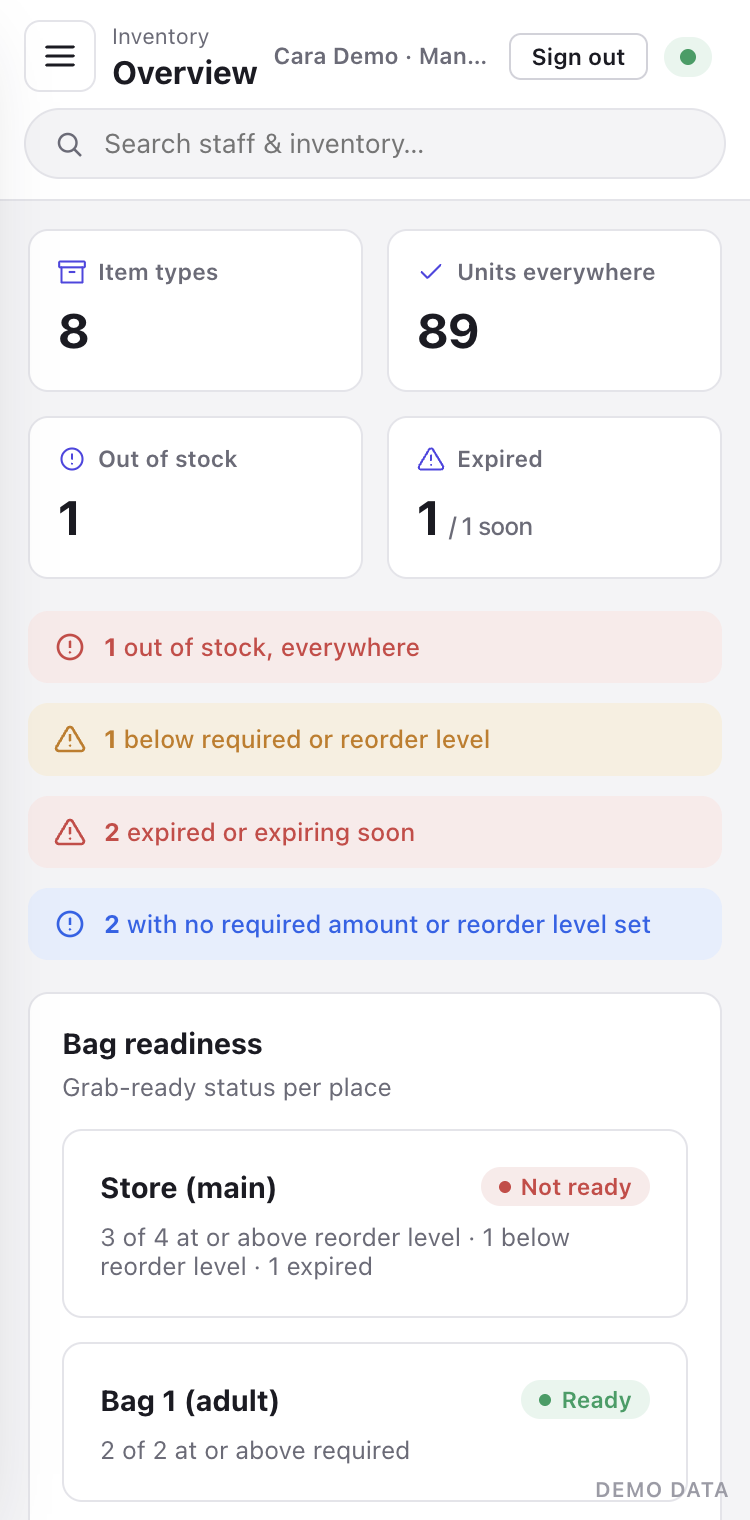 Inventory
Overview
Cara Demo · Man...
Sign out
Search staff & inventory...
Item types
8
Units everywhere
89
Out of stock
1
Expired
1 / 1 soon
1 out of stock, everywhere
1 below required or reorder level
2 expired or expiring soon
2 with no required amount or reorder level set
Bag readiness
Grab-ready status per place
Store (main)
Not ready
3 of 4 at or above reorder level · 1 below
reorder level · 1 expired
Bag 1 (adult)
Ready
2 of 2 at or above required
DEMO DATA